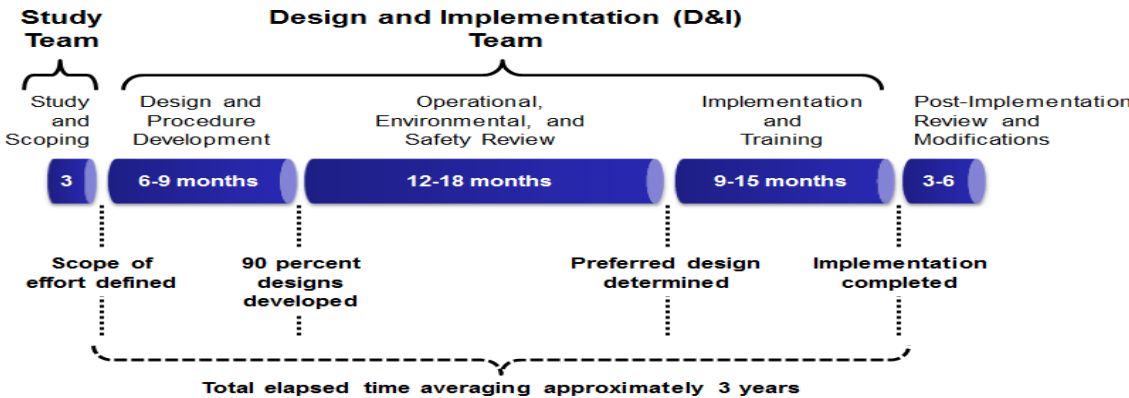 Study
Team
Design and Implementation (D&I)
Team
Study
and
Scoping
Design and
Procedure
Development
Operational,
Environmental, and
Safety Review
Implementation
and
Training
Post-Implementation
Review and
Modifications
3
6-9 months
12-18 months
9-15 months
3-6
Scope of
effort defined
90 percent
designs
developed
Preferred design
determined
Implementation
completed
Total elapsed time averaging approximately 3 years